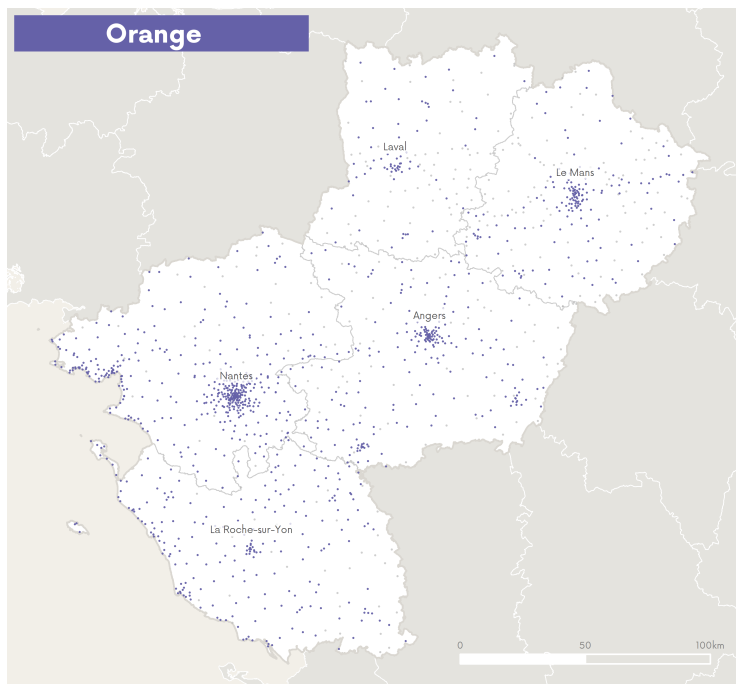 Orange
Laval
Le Mans
Angers
Nantes
La Roche-sur-Yon
0 50 100km